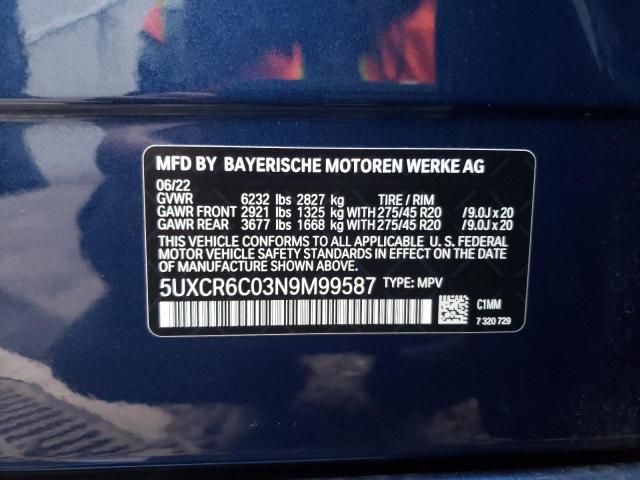 MFD BY BAYERISCHE MOTOREN WERKE AG
06/22
GVWR 6232 lbs 2827 kg TIRE / RIM
GAWR FRONT 2921 lbs 1325 kg WITH 275/45 R20 /9.0J x 20
GAWR REAR 3677 lbs 1668 kg WITH 275/45 R20 /9.0J x 20
THIS VEHICLE CONFORMS TO ALL APPLICABLE U. S. FEDERAL
MOTOR VEHICLE SAFETY STANDARDS IN EFFECT ON THE DATE
OF MANUFACTURE SHOWN ABOVE.
5UXCR6C03N9M99587 TYPE: MPV
C1MM
7 320 729